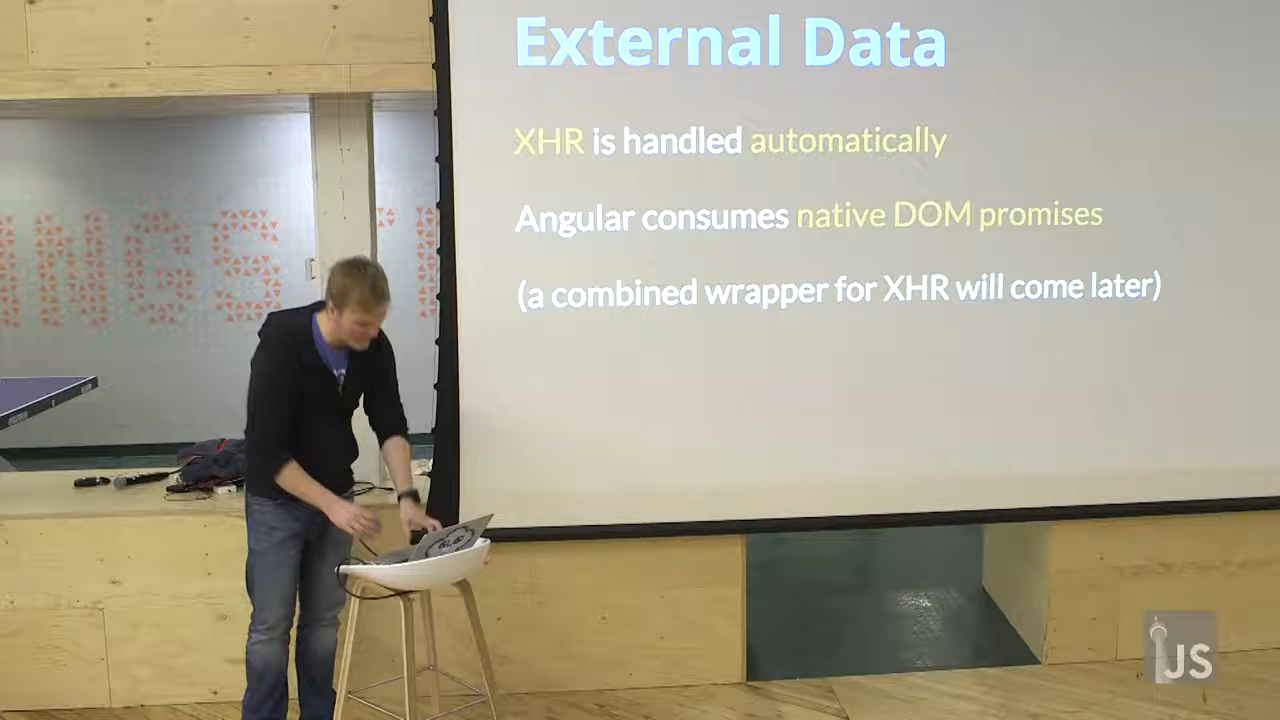 External Data
XHR is handled automatically
Angular consumes native DOM promises
(a combined wrapper for XHR will come later)
INGS
JS